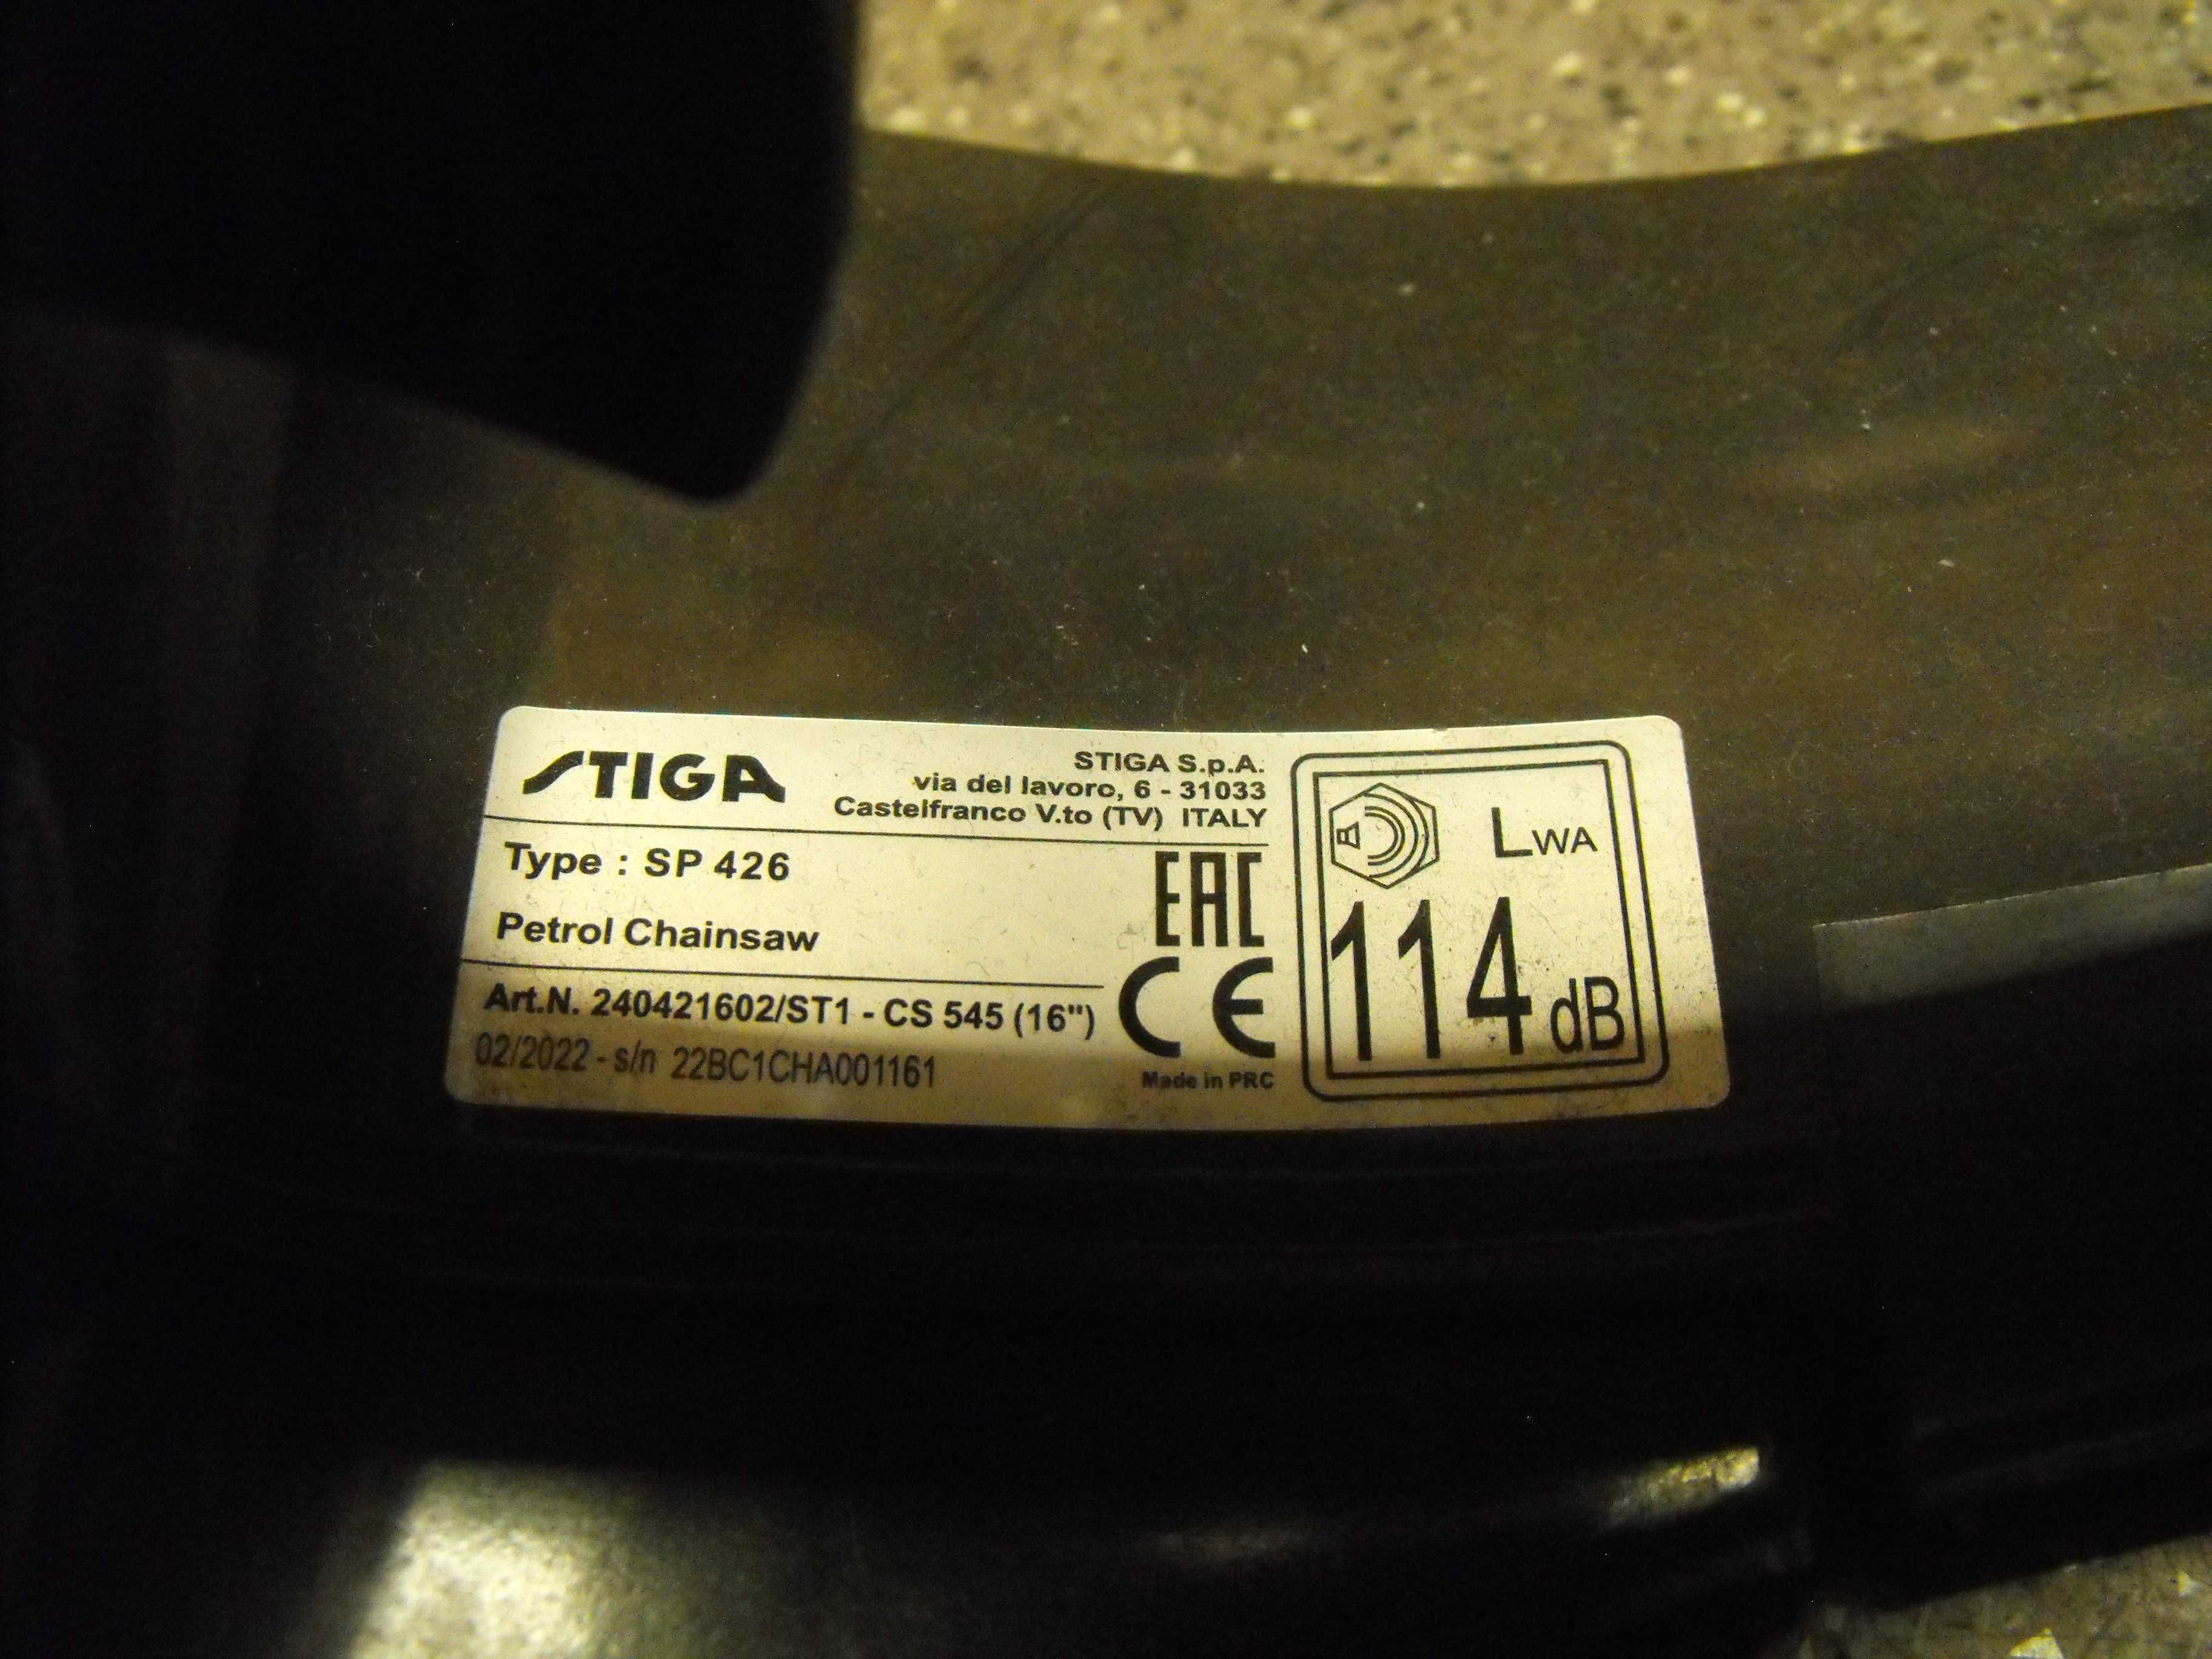 STIGA
STIGA S.p.A.
via del lavoro, 6 - 31033
Castelfranco V.to (TV) ITALY
Type : SP 426
Petrol Chainsaw
Art.N. 240421602/ST1 - CS 545 (16")
02/2022 - s/n 22BC1CHA001161
EAC
CE
Made in PRC
LWA
114 dB